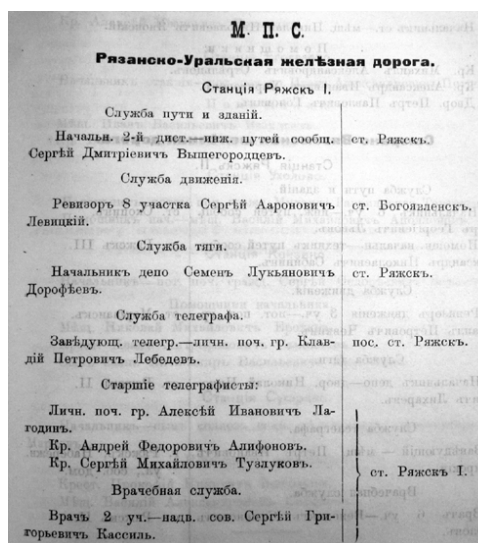 М. П. С.
Рязанско-Уральская желѣзная дорога.
Станція Ряжскъ I.
Служба пути и зданій.
Начальн. 2-й дист.—инж. путей сообщ. ст. Ряжскъ.
Сергѣй Дмитріевичъ Вышегородцевъ.
Служба движенія.
Ревизоръ 8 участка Сергѣй Аароновичъ ст. Богоявленскъ.
Левицкій.
Служба тяги.
Начальникъ депо Семенъ Лукьяновичъ ст. Ряжскъ.
Дорофѣевъ.
Служба телеграфа.
Завѣдующ. телегр.—личн. поч. гр. Клав- пос. ст. Ряжскъ.
дій Петровичъ Лебедевъ.
Старшіе телеграфисты:
Личн. поч. гр. Алексѣй Ивановичъ Ла-
годинъ.
Кр. Андрей Федоровичъ Алифоновъ.
Кр. Сергѣй Михайловичъ Тузлуковъ.
ст. Ряжскъ I.
Врачебная служба.
Врачъ 2 уч.—надв. сов. Сергѣй Гри-
горьевичъ Кассиль.